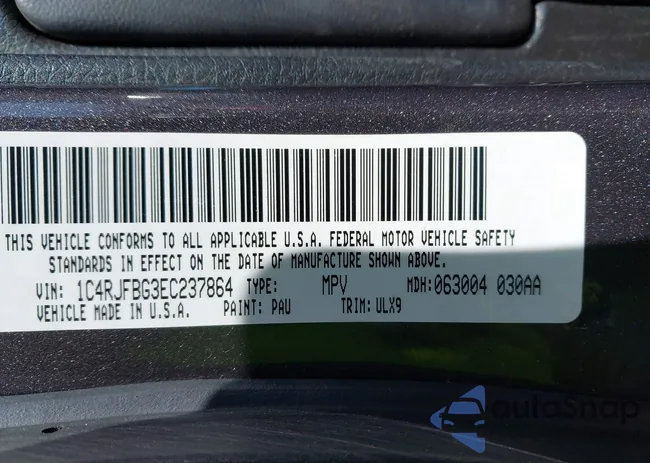 THIS VEHICLE CONFORMS TO ALL APPLICABLE U.S.A. FEDERAL MOTOR VEHICLE SAFETY
STANDARDS IN EFFECT ON THE DATE OF MANUFACTURE SHOWN ABOVE.
VIN: 1C4RJFBG3EC237864 TYPE: MPV MDH:063004 030AA
VEHICLE MADE IN U.S.A. PAINT: PAU TRIM:ULX9
autoSnap